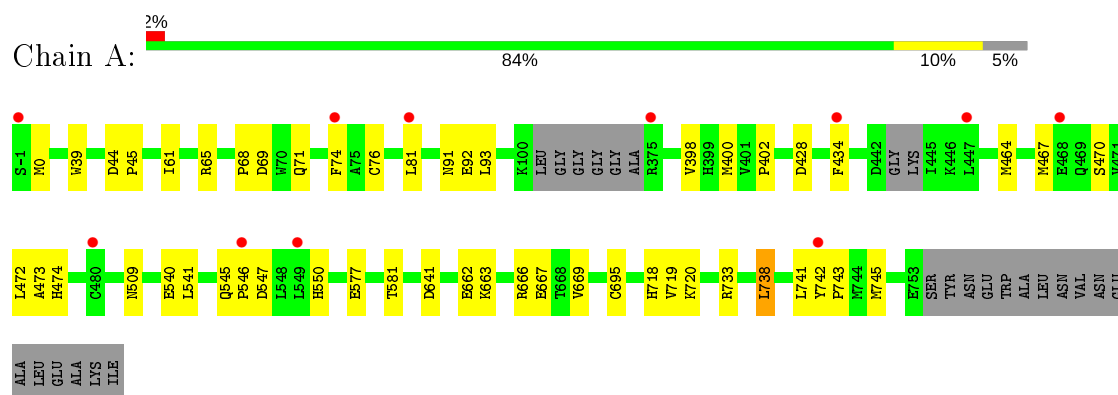 2%
Chain A:
84% 10% 5%
S-1 M0 W39 D44 P45 I61 R65 P68 D69 W70 Q71 F74 A75 C76 L81 N91 E92 L93 K100 LEU GLY GLY GLY GLY ALA R375 V398 H399 M400 V401 P402 D428 F434 D442 GLY LYS I445 K446 L447 M464 M467 E468 Q469 S470 V471
L472 A473 H474 C480 N509 E540 L541 Q545 P546 D547 L548 L549 H550 E577 T581 D641 E662 K663 R666 E667 T668 V669 C695 H718 V719 K720 R733 L738 L741 Y742 P743 M744 M745 E753 SER TYR ASN GLU TRP ALA LEU ASN VAL ASN GLU
ALA LEU GLU ALA LYS ILE